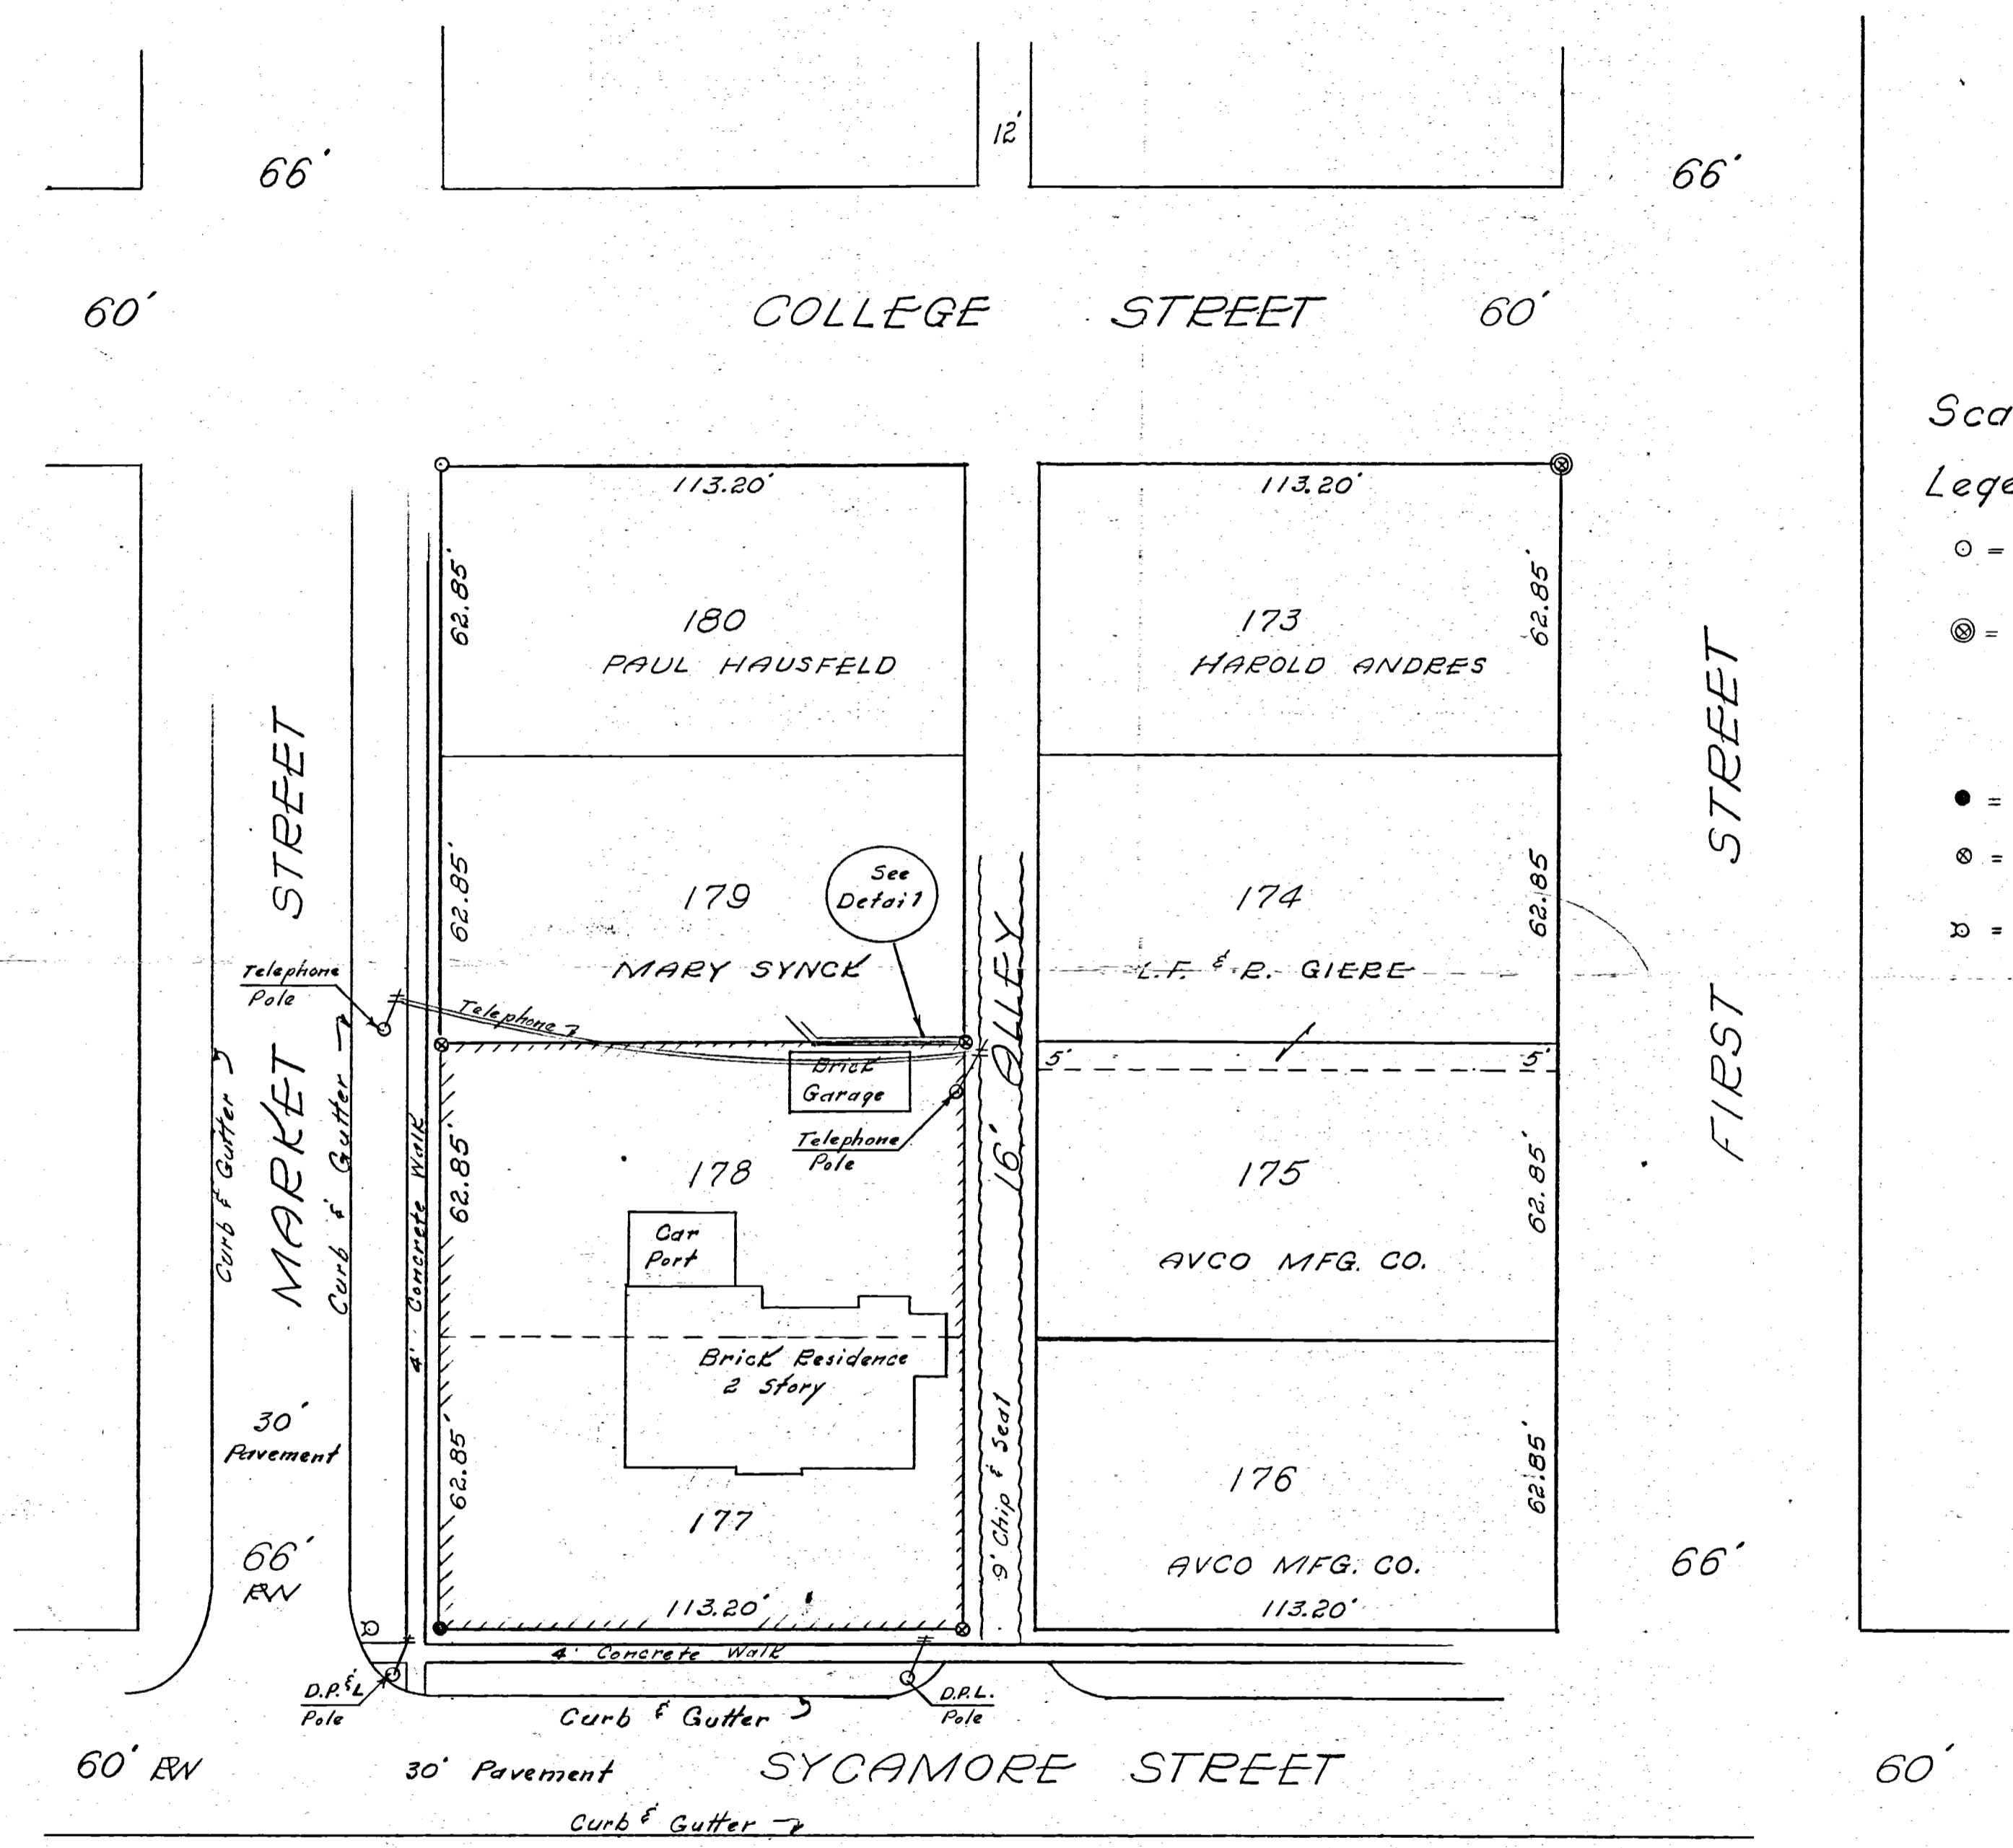 12'
66'
66'
60'
COLLEGE STREET
60'
Sca
Lege
113.20'
113.20'
⊙ =
62.85'
62.85'
180
PAUL HAUSFELD
173
HAROLD ANDRES
⊗ =
● =
⊗ =
=
62.85'
62.85
179
MARY SYNCK
See
Detail
174
L.F. & R. GIERE
MARKET STREET
FIRST STREET
16' ALLEY
Telephone
Pole
Telephone
Curb & Gutter
Curb & Gutter
4' Concrete Walk
5'
5'
Brick
Garage
Telephone
Pole
62.85'
62.85'
178
175
AVCO MFG. CO.
Car
Port
Brick Residence
2 Story
30'
Pavement
62.85'
62.85'
9' Chip & Seal
177
176
AVCO MFG. CO.
66'
RW
66'
113.20'
113.20'
4' Concrete Walk
D.P.&L
Pole
D.P.L.
Pole
Curb & Gutter
60' RW
30' Pavement
SYCAMORE STREET
60'
Curb & Gutter